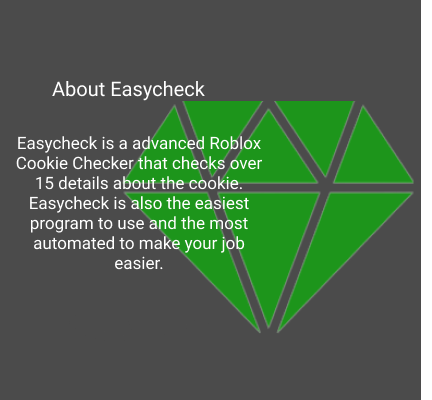 About Easycheck
Easycheck is a advanced Roblox
Cookie Checker that checks over
15 details about the cookie.
Easycheck is also the easiest
program to use and the most
automated to make your job
easier.